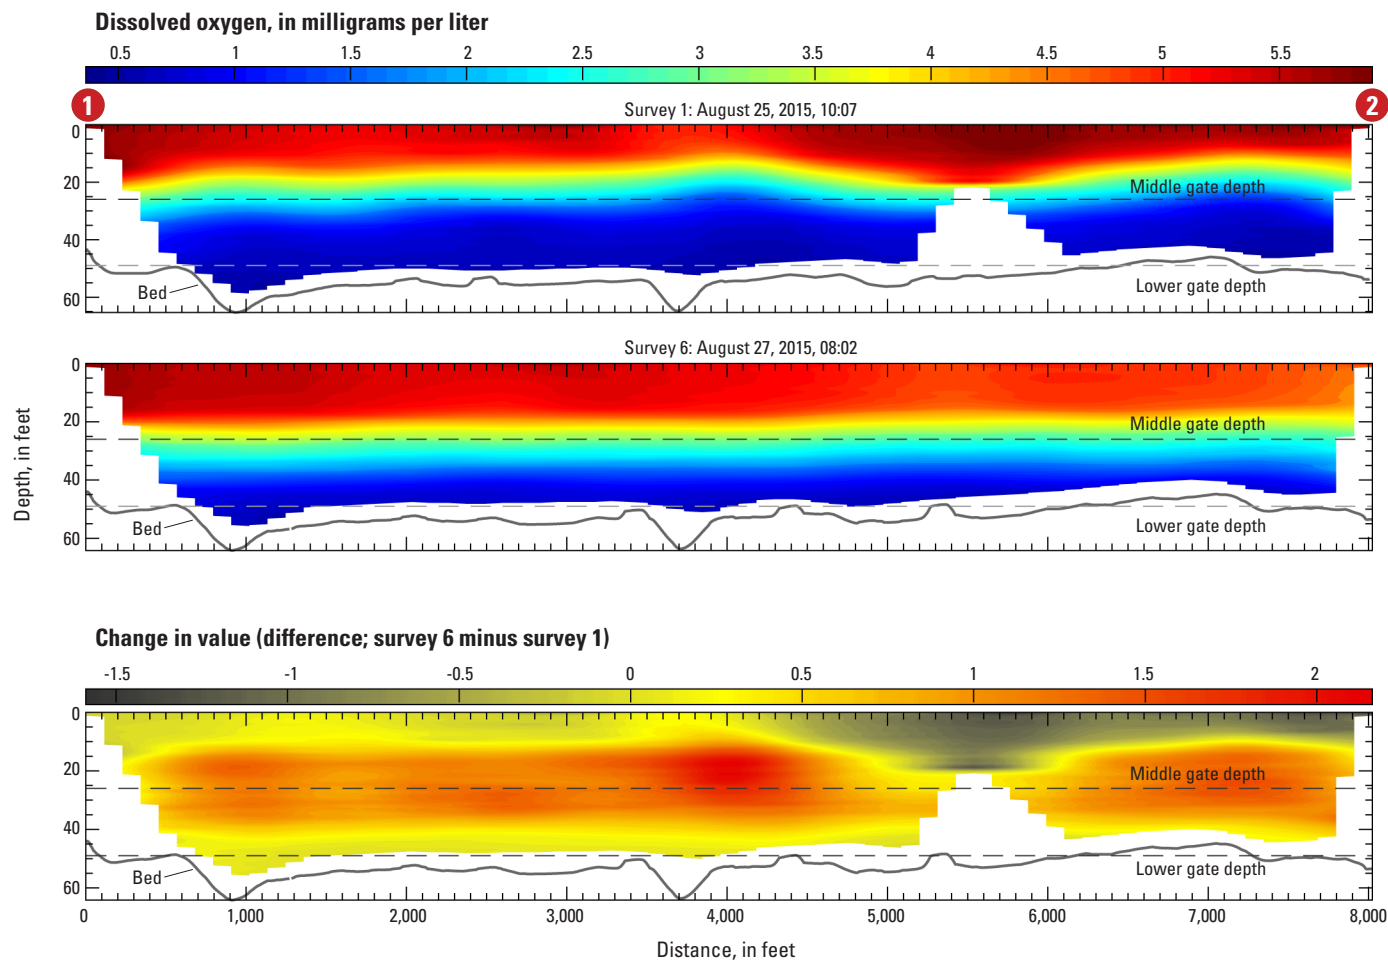 Dissolved oxygen, in milligrams per liter
0.5 1 1.5 2 2.5 3 3.5 4 4.5 5 5.5
1 2
Survey 1: August 25, 2015, 10:07
0
20
Middle gate depth
40
Bed
Lower gate depth
60
Survey 6: August 27, 2015, 08:02
0
20
Middle gate depth
40
Bed
Lower gate depth
60
Depth, in feet
Change in value (difference; survey 6 minus survey 1)
-1.5 -1 -0.5 0 0.5 1 1.5 2
0
20
Middle gate depth
40
Bed
Lower gate depth
60
0 1,000 2,000 3,000 4,000 5,000 6,000 7,000 8,000
Distance, in feet